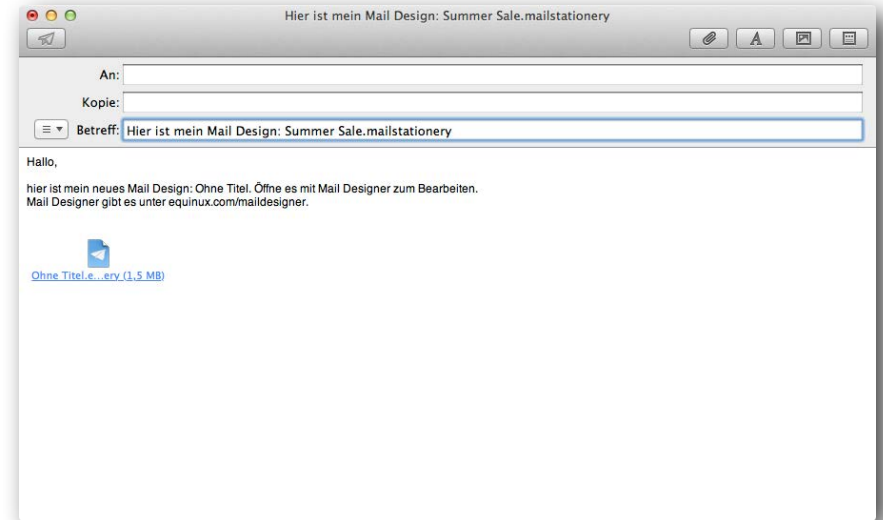 Hier ist mein Mail Design: Summer Sale.mailstationery
An:
Kopie:
Betreff: Hier ist mein Mail Design: Summer Sale.mailstationery
Hallo,
hier ist mein neues Mail Design: Ohne Titel. Öffne es mit Mail Designer zum Bearbeiten.
Mail Designer gibt es unter equinux.com/maildesigner.
Ohne Titel.e...ery (1,5 MB)